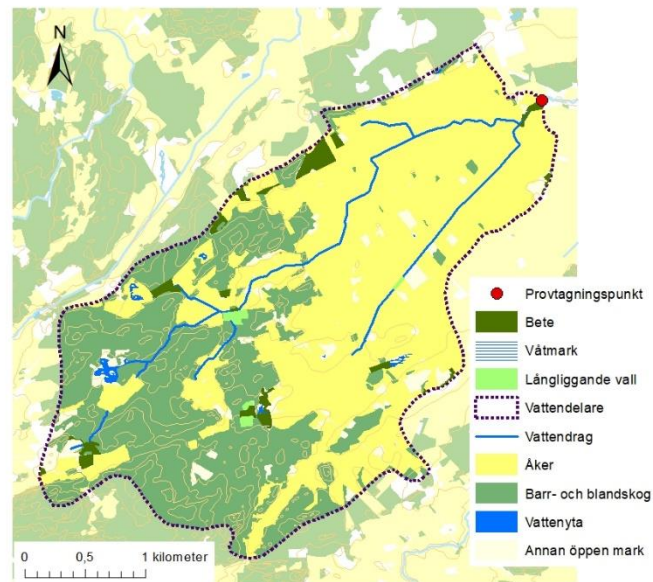 N
Provtagningspunkt
Bete
Våtmark
Långliggande vall
Vattendelare
Vattendrag
Åker
Barr- och blandskog
Vattenyta
Annan öppen mark
0 0,5 1 kilometer